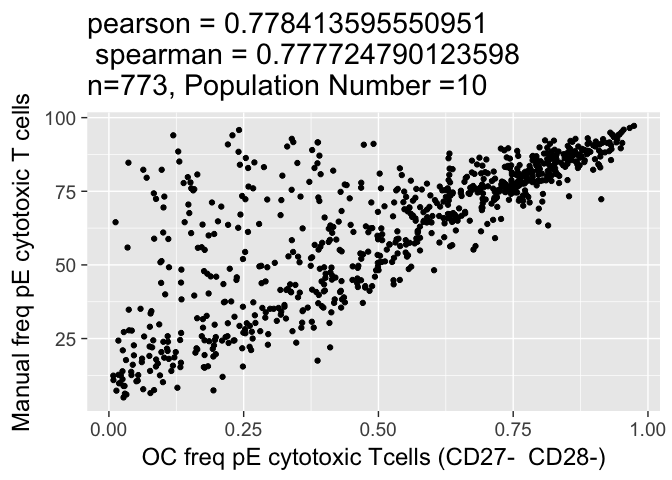 pearson = 0.778413595550951
spearman = 0.777724790123598
n=773, Population Number =10
Manual freq pE cytotoxic T cells
100
75
50
25
0.00
0.25
0.50
0.75
1.00
OC freq pE cytotoxic Tcells (CD27-  CD28-)